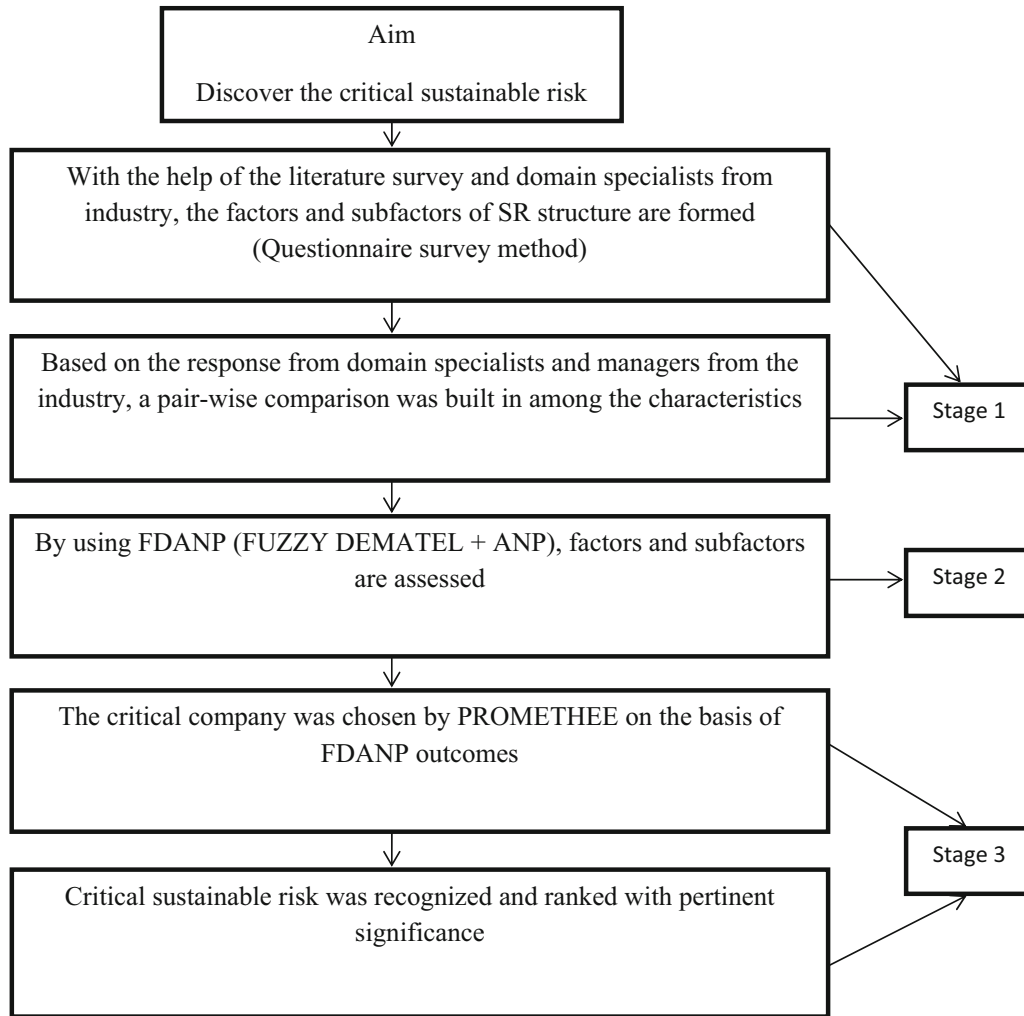 Aim
Discover the critical sustainable risk
With the help of the literature survey and domain specialists from
industry, the factors and subfactors of SR structure are formed
(Questionnaire survey method)
Based on the response from domain specialists and managers from the
industry, a pair-wise comparison was built in among the characteristics
Stage 1
By using FDANP (FUZZY DEMATEL + ANP), factors and subfactors
are assessed
Stage 2
The critical company was chosen by PROMETHEE on the basis of
FDANP outcomes
Stage 3
Critical sustainable risk was recognized and ranked with pertinent
significance